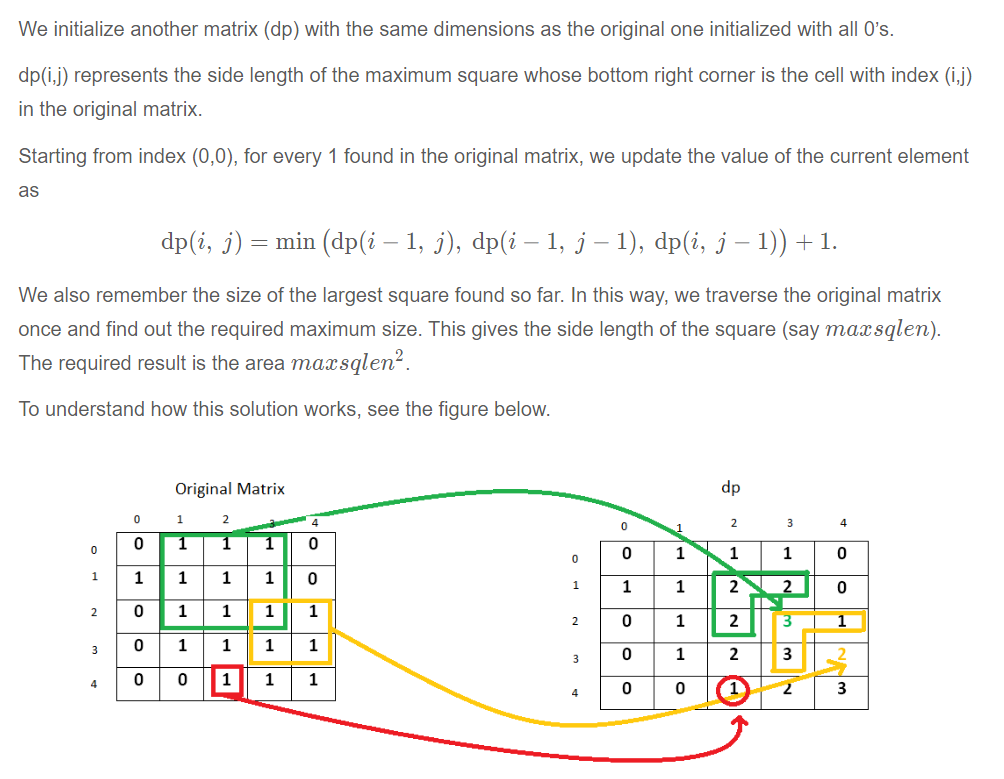 We initialize another matrix (dp) with the same dimensions as the original one initialized with all 0’s.
dp(i,j) represents the side length of the maximum square whose bottom right corner is the cell with index (i,j)
in the original matrix.
Starting from index (0,0), for every 1 found in the original matrix, we update the value of the current element
as
dp(i, j) = min (dp(i − 1, j), dp(i − 1, j − 1), dp(i, j − 1)) + 1.
We also remember the size of the largest square found so far. In this way, we traverse the original matrix
once and find out the required maximum size. This gives the side length of the square (say maxsqlen).
The required result is the area maxsqlen².
To understand how this solution works, see the figure below.
Original Matrix
0 1 2 3 4
0 0 1 1 1 0
1 1 1 1 1 0
2 0 1 1 1 1
3 0 1 1 1 1
4 0 0 1 1 1
dp
0 1 2 3 4
0 0 1 1 1 0
1 1 1 2 2 0
2 0 1 2 3 1
3 0 1 2 3 2
4 0 0 1 2 3